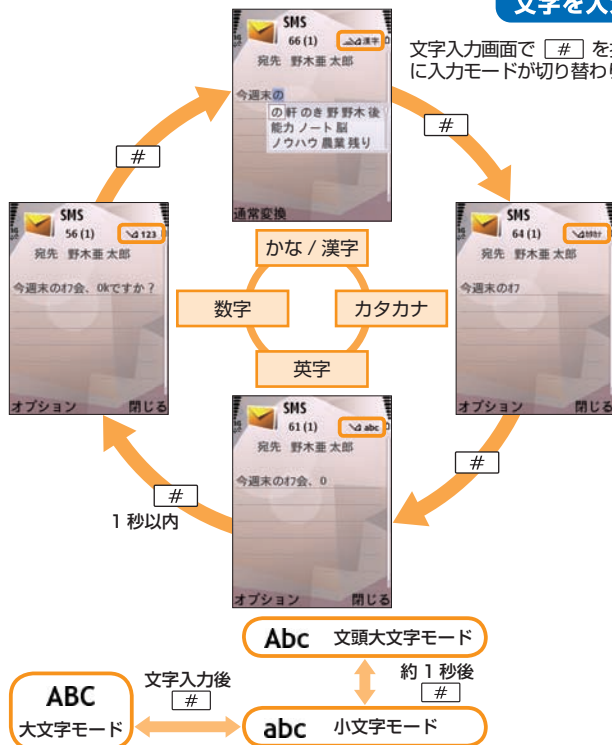 文字を入
文字入力画面で # を
に入力モードが切り替わり
SMS
66 (1) 漢字
宛先 野木亜 太郎
今週末の
の 軒 のき 野 野木 後
能力 ノート 脳
ノウハウ 農業 残り
通常変換
#
#
SMS
56 (1) 123
宛先 野木亜 太郎
今週末のｵﾌ会、Okですか？
オプション 閉じる
かな / 漢字
数字
カタカナ
英字
SMS
64 (1) ｶﾀｶﾅ
宛先 野木亜 太郎
今週末のｵﾌ
オプション 閉じる
SMS
61 (1) abc
宛先 野木亜 太郎
今週末のｵﾌ会、O
オプション 閉じる
#
1 秒以内
#
Abc 文頭大文字モード
約 1 秒後
#
文字入力後
#
ABC
大文字モード
abc 小文字モード